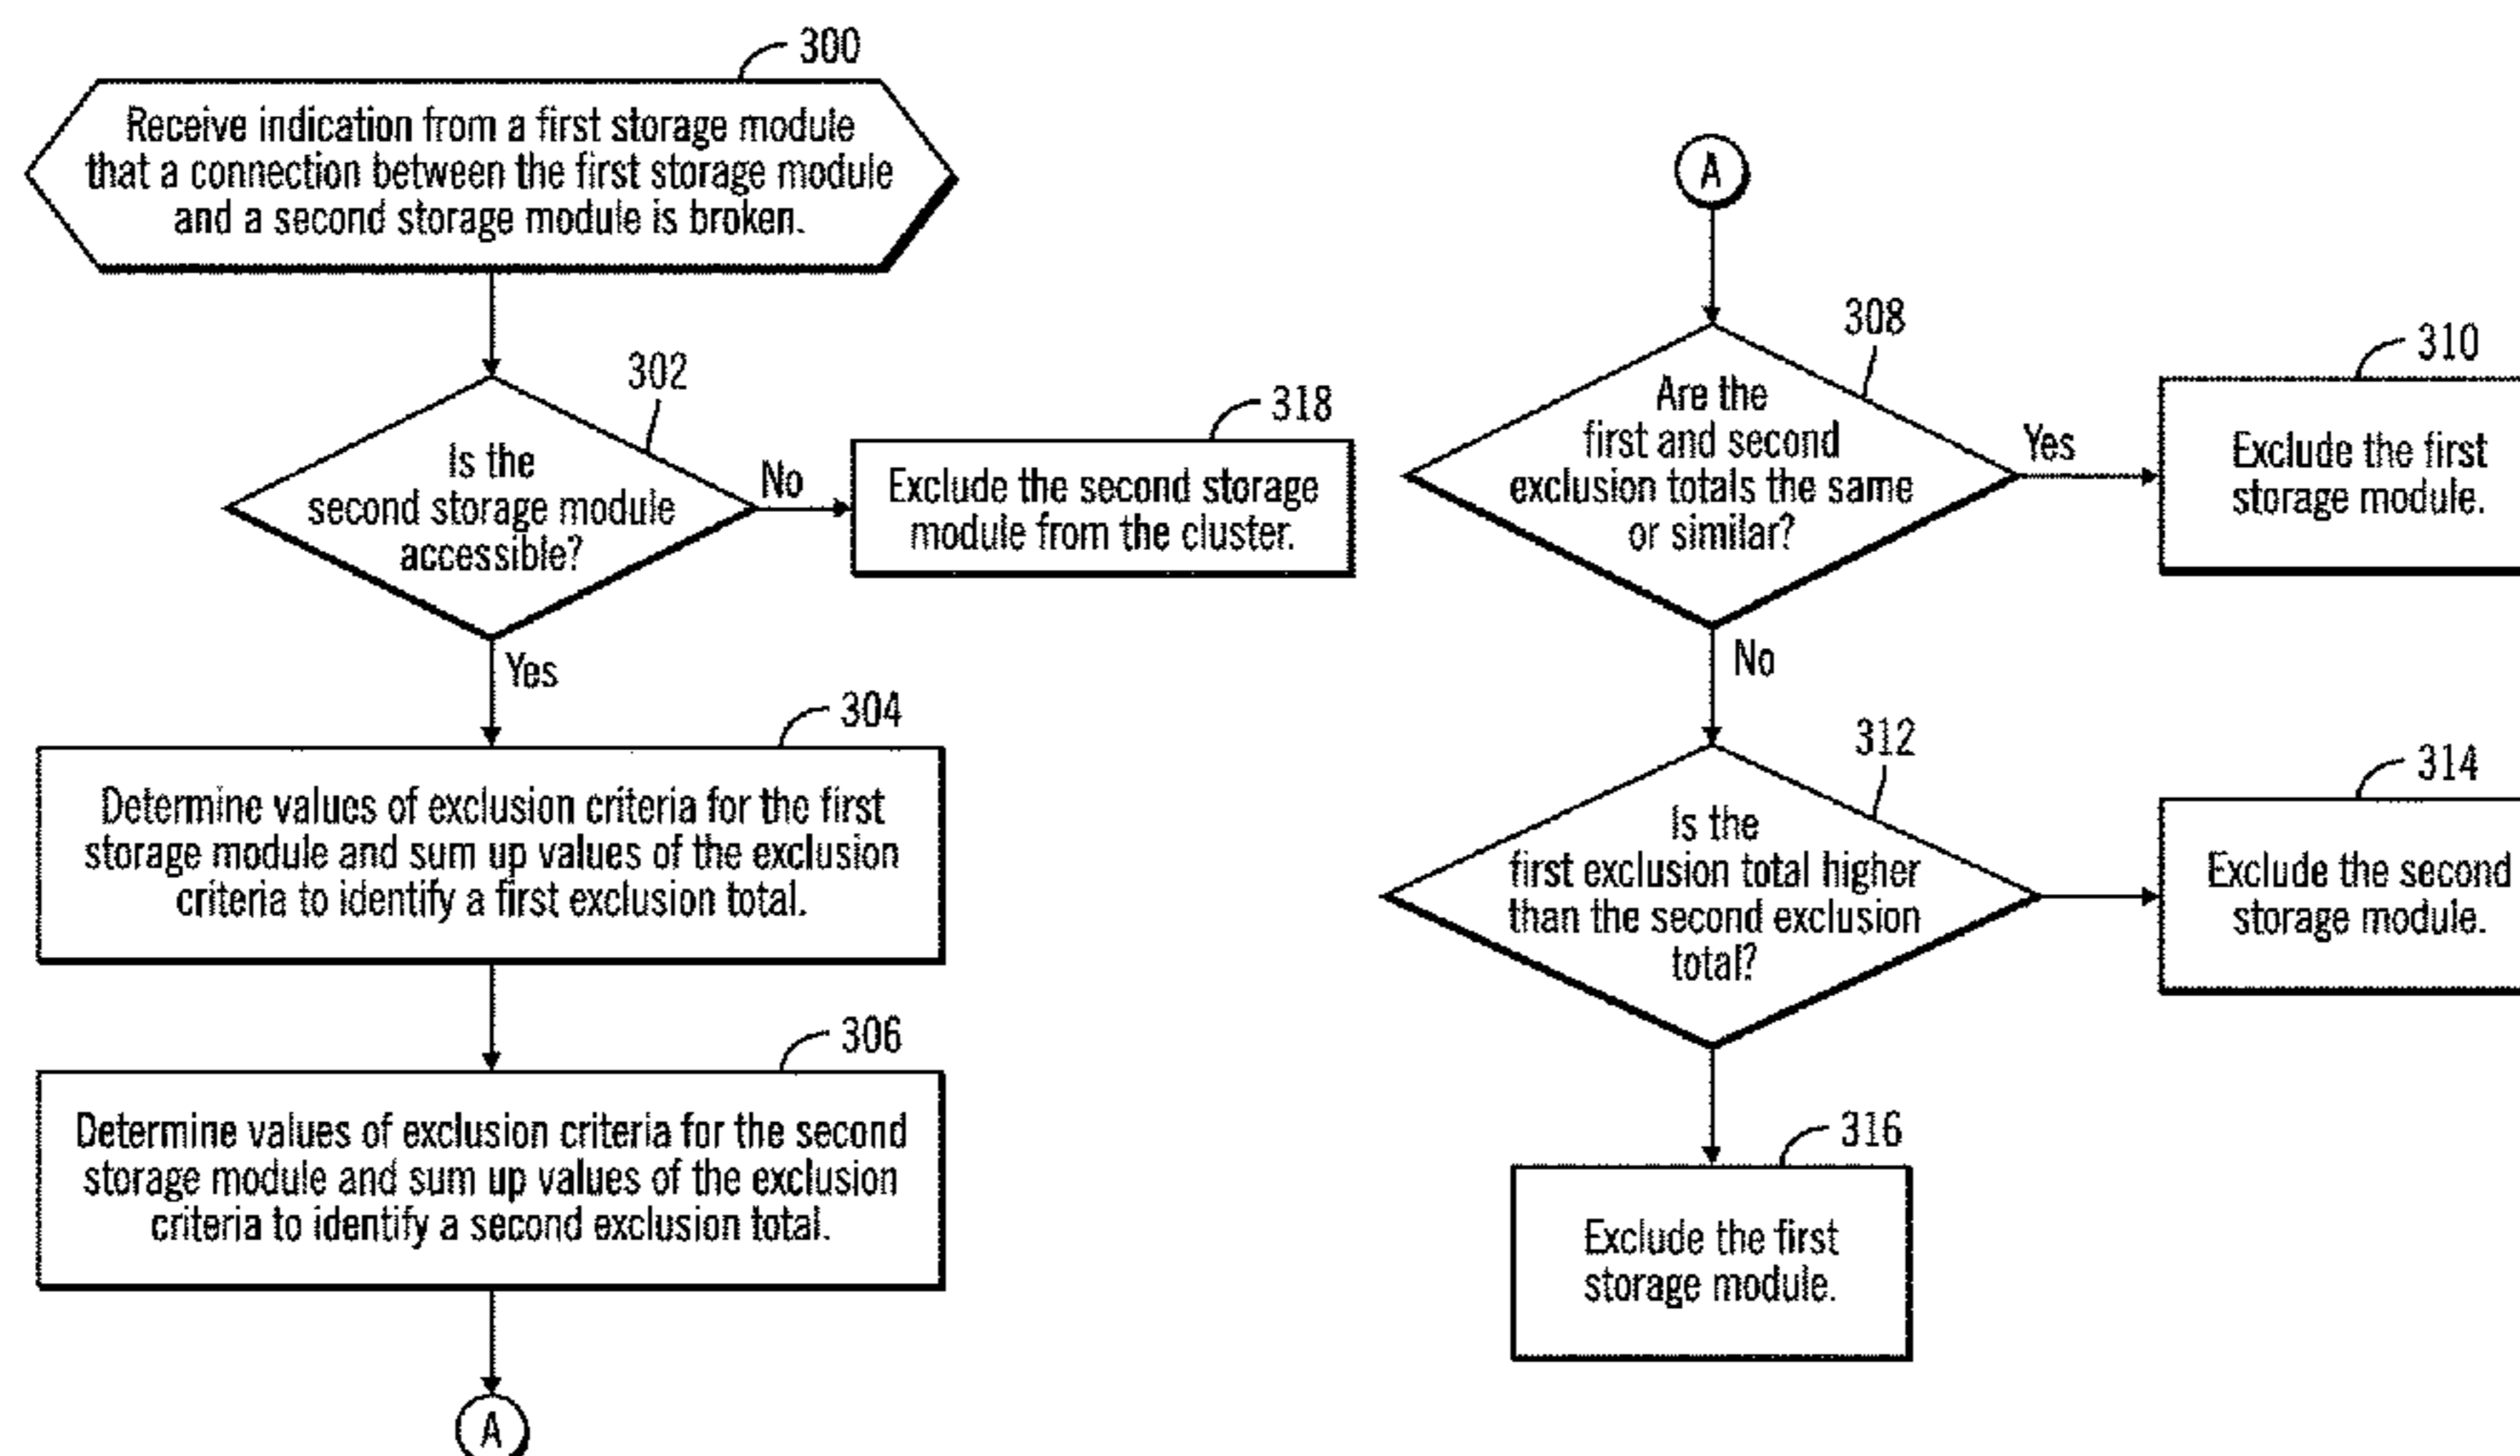 300
Receive indication from a first storage module
that a connection between the first storage module
and a second storage module is broken.
302
Is the
second storage module
accessible?
No
318
Exclude the second storage
module from the cluster.
Yes
304
Determine values of exclusion criteria for the first
storage module and sum up values of the exclusion
criteria to identify a first exclusion total.
306
Determine values of exclusion criteria for the second
storage module and sum up values of the exclusion
criteria to identify a second exclusion total.
A
A
308
Are the
first and second
exclusion totals the same
or similar?
Yes
310
Exclude the first
storage module.
No
312
Is the
first exclusion total higher
than the second exclusion
total?
314
Exclude the second
storage module.
316
Exclude the first
storage module.